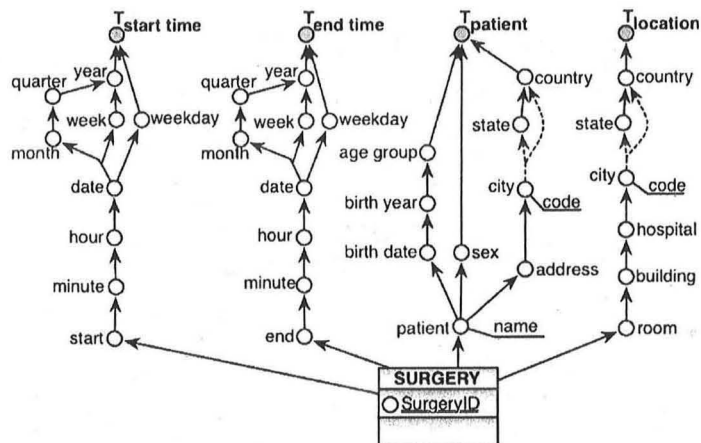 T start time
T end time
T patient
T location
quarter
year
week
weekday
month
date
hour
minute
start
quarter
year
week
weekday
month
date
hour
minute
end
country
state
age group
city
code
birth year
birth date
sex
address
patient
name
country
state
city
code
hospital
building
room
SURGERY
SurgeryID